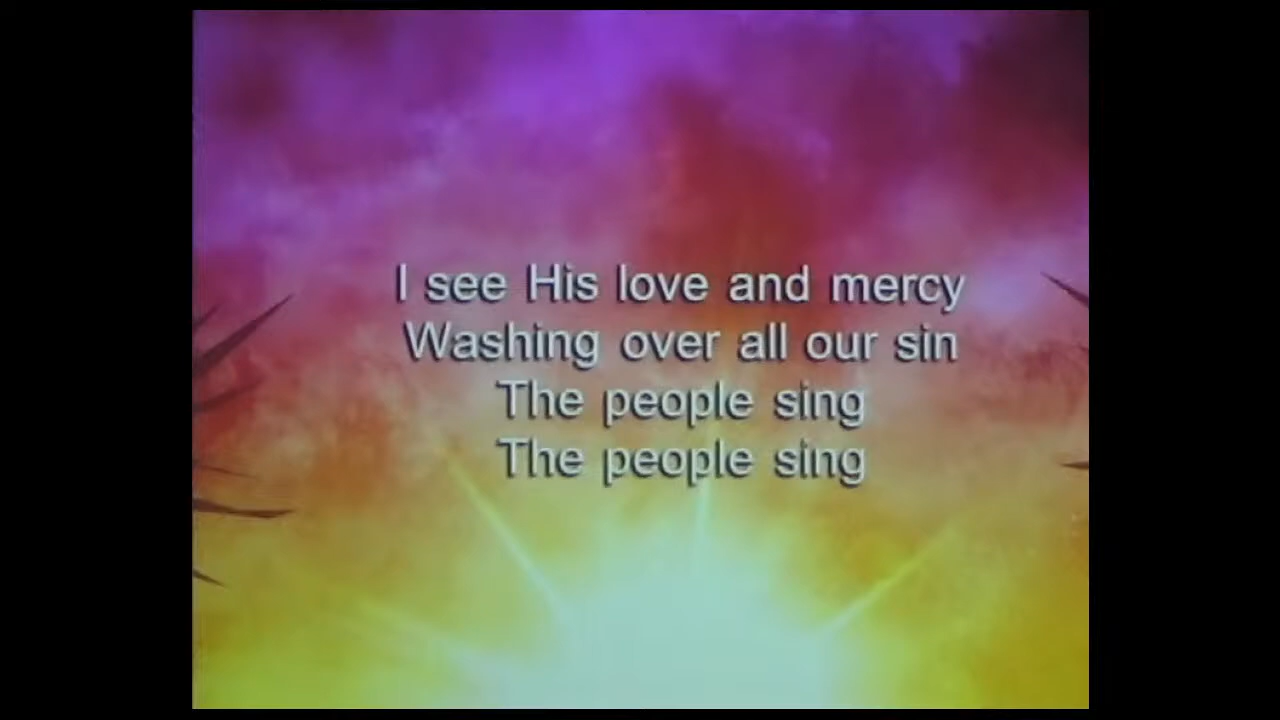 I see His love and mercy
Washing over all our sin
The people sing
The people sing